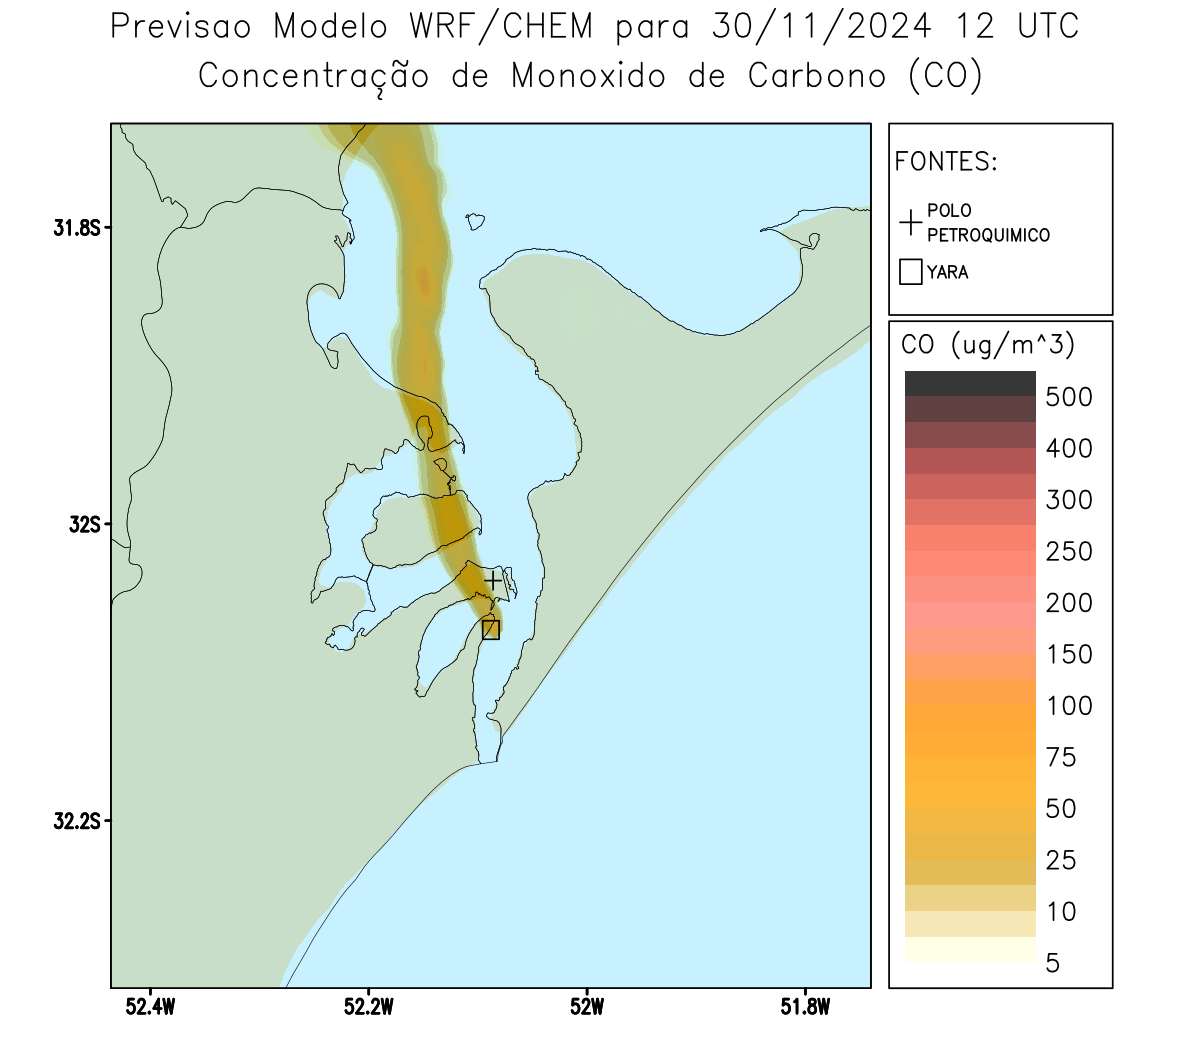 Previsao Modelo WRF/CHEM para 30/11/2024 12 UTC
Concentração de Monoxido de Carbono (CO)
FONTES:
POLO
PETROQUIMICO
YARA
31.8S
32S
32.2S
52.4W
52.2W
52W
51.8W
CO (ug/m^3)
500
400
300
250
200
150
100
75
50
25
10
5